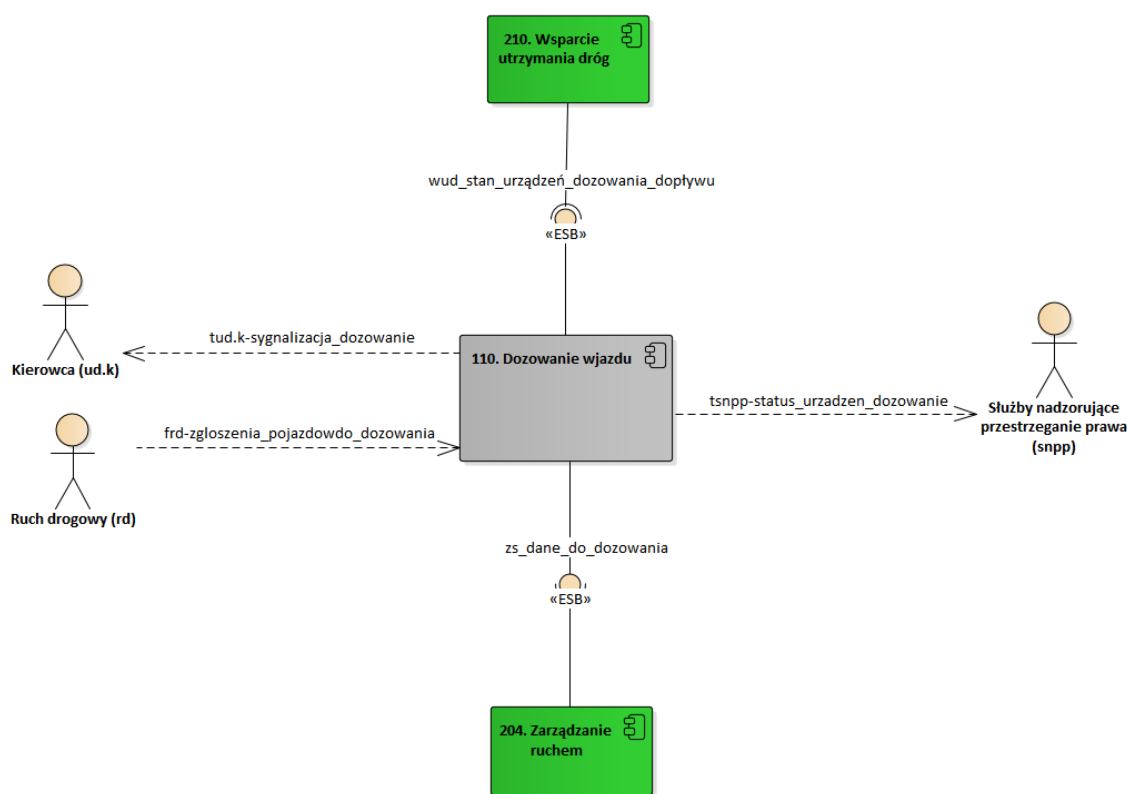 210. Wsparcie
utrzymania dróg
wud_stan_urządzeń_dozowania_dopływu
«ESB»
tud.k-sygnalizacja_dozowanie
Kierowca (ud.k)
110. Dozowanie wjazdu
tsnpp-status_urzadzen_dozowanie
Służby nadzorujące
przestrzeganie prawa
(snpp)
frd-zgloszenia_pojazdowdo_dozowania
Ruch drogowy (rd)
zs_dane_do_dozowania
«ESB»
204. Zarządzanie
ruchem